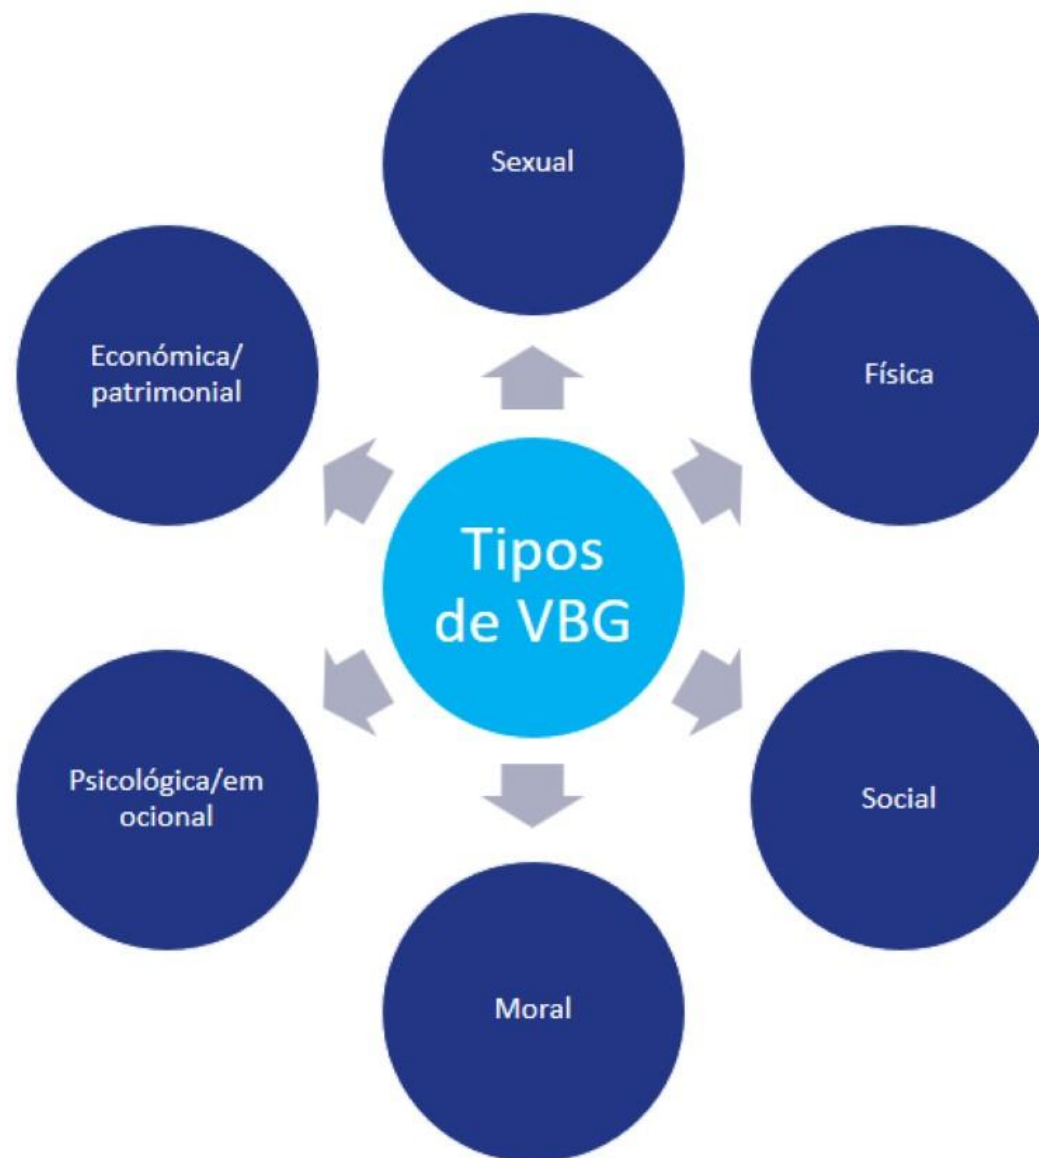 Sexual
Económica/
patrimonial
Física
Tipos
de VBG
Psicológica/em
ocional
Social
Moral